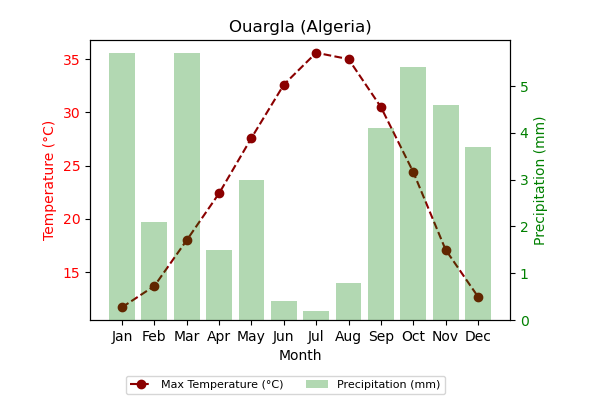 Ouargla (Algeria)
35
30
25
20
15
Temperature (°C)
5
4
3
2
1
0
Precipitation (mm)
Jan Feb Mar Apr May Jun Jul Aug Sep Oct Nov Dec
Month
Max Temperature (°C) Precipitation (mm)